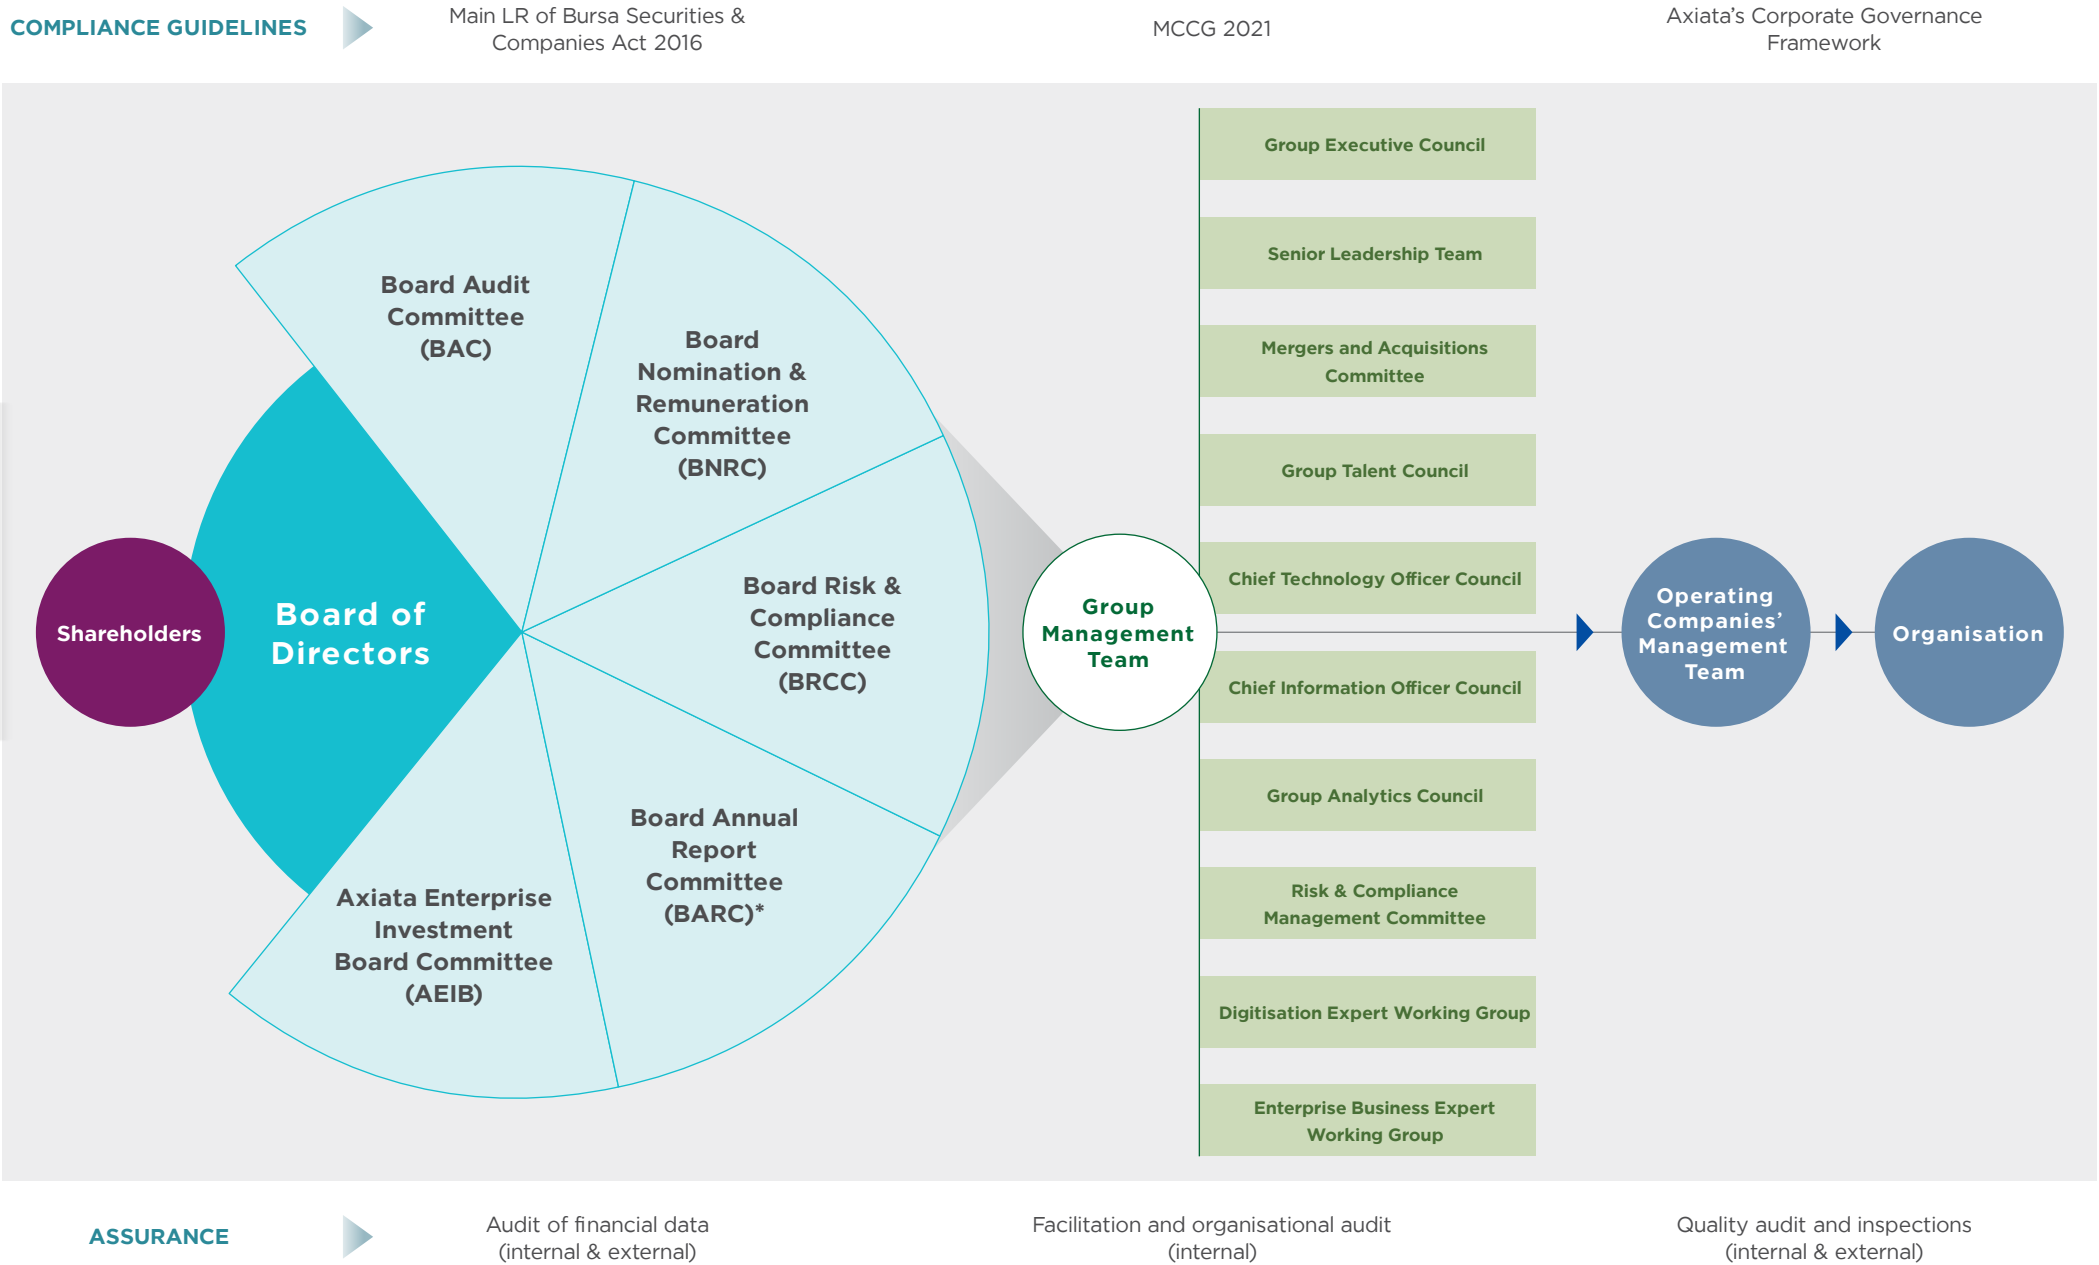 COMPLIANCE GUIDELINES
Main LR of Bursa Securities &
Companies Act 2016
MCCG 2021
Axiata’s Corporate Governance
Framework
Shareholders
Board of
Directors
Board Audit
Committee
(BAC)
Board
Nomination &
Remuneration
Committee
(BNRC)
Board Risk &
Compliance
Committee
(BRCC)
Board Annual
Report
Committee
(BARC)*
Axiata Enterprise
Investment
Board Committee
(AEIB)
Group
Management
Team
Group Executive Council
Senior Leadership Team
Mergers and Acquisitions
Committee
Group Talent Council
Chief Technology Officer Council
Chief Information Officer Council
Group Analytics Council
Risk & Compliance
Management Committee
Digitisation Expert Working Group
Enterprise Business Expert
Working Group
Operating
Companies’
Management
Team
Organisation
ASSURANCE
Audit of financial data
(internal & external)
Facilitation and organisational audit
(internal)
Quality audit and inspections
(internal & external)